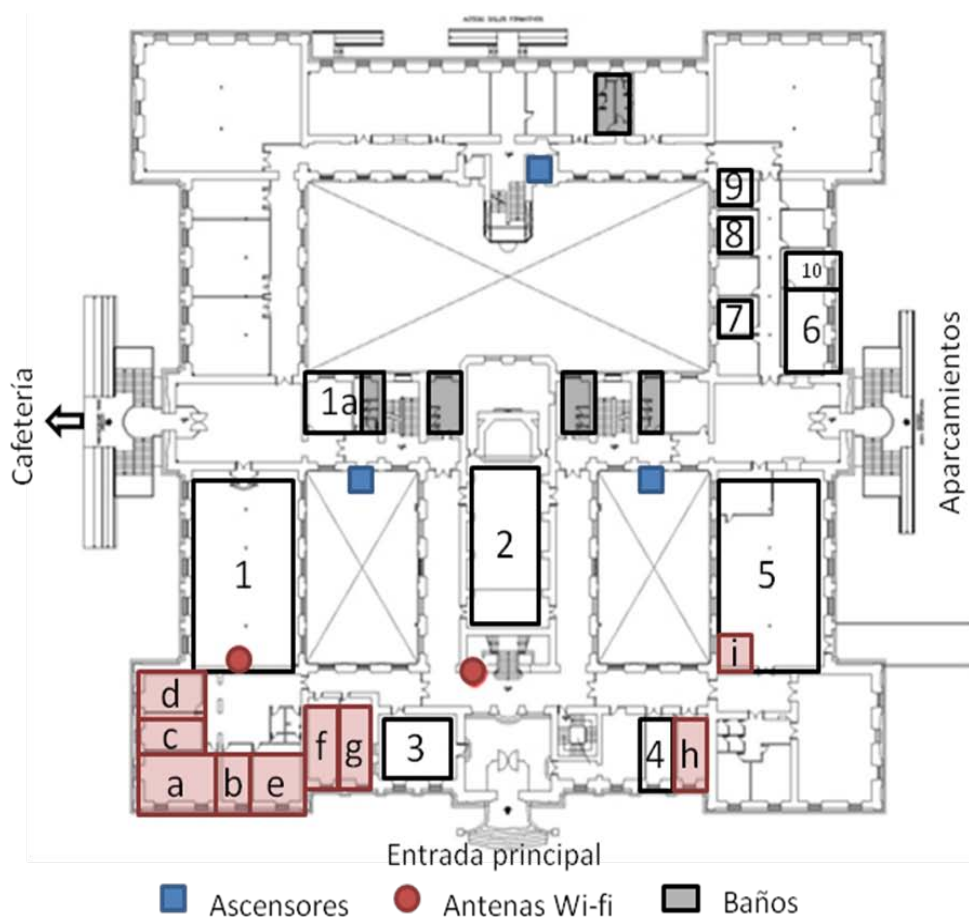 9
8
10
7
6
1a
Cafetería
Aparcamientos
1
2
5
i
d
c
f
g
3
4
h
a
b
e
Entrada principal
Ascensores
Antenas Wi-fi
Baños